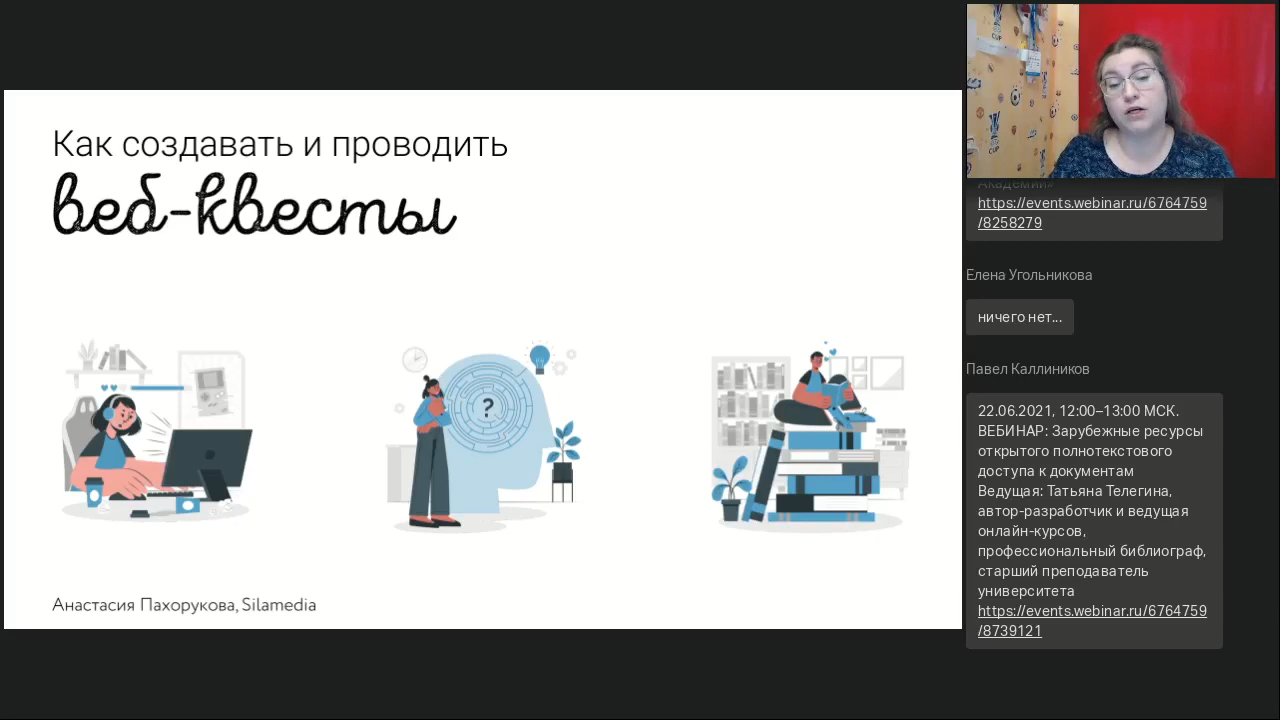 Как создавать и проводить
веб-квесты
?
Анастасия Пахорукова, Silamedia
CUP
Академии»
https://events.webinar.ru/6764759
/8258279
Елена Угольникова
ничего нет...
Павел Каллиников
22.06.2021, 12:00–13:00 МСК.
ВЕБИНАР: Зарубежные ресурсы
открытого полнотекстового
доступа к документам
Ведущая: Татьяна Телегина,
автор-разработчик и ведущая
онлайн-курсов,
профессиональный библиограф,
старший преподаватель
университета
https://events.webinar.ru/6764759
/8739121